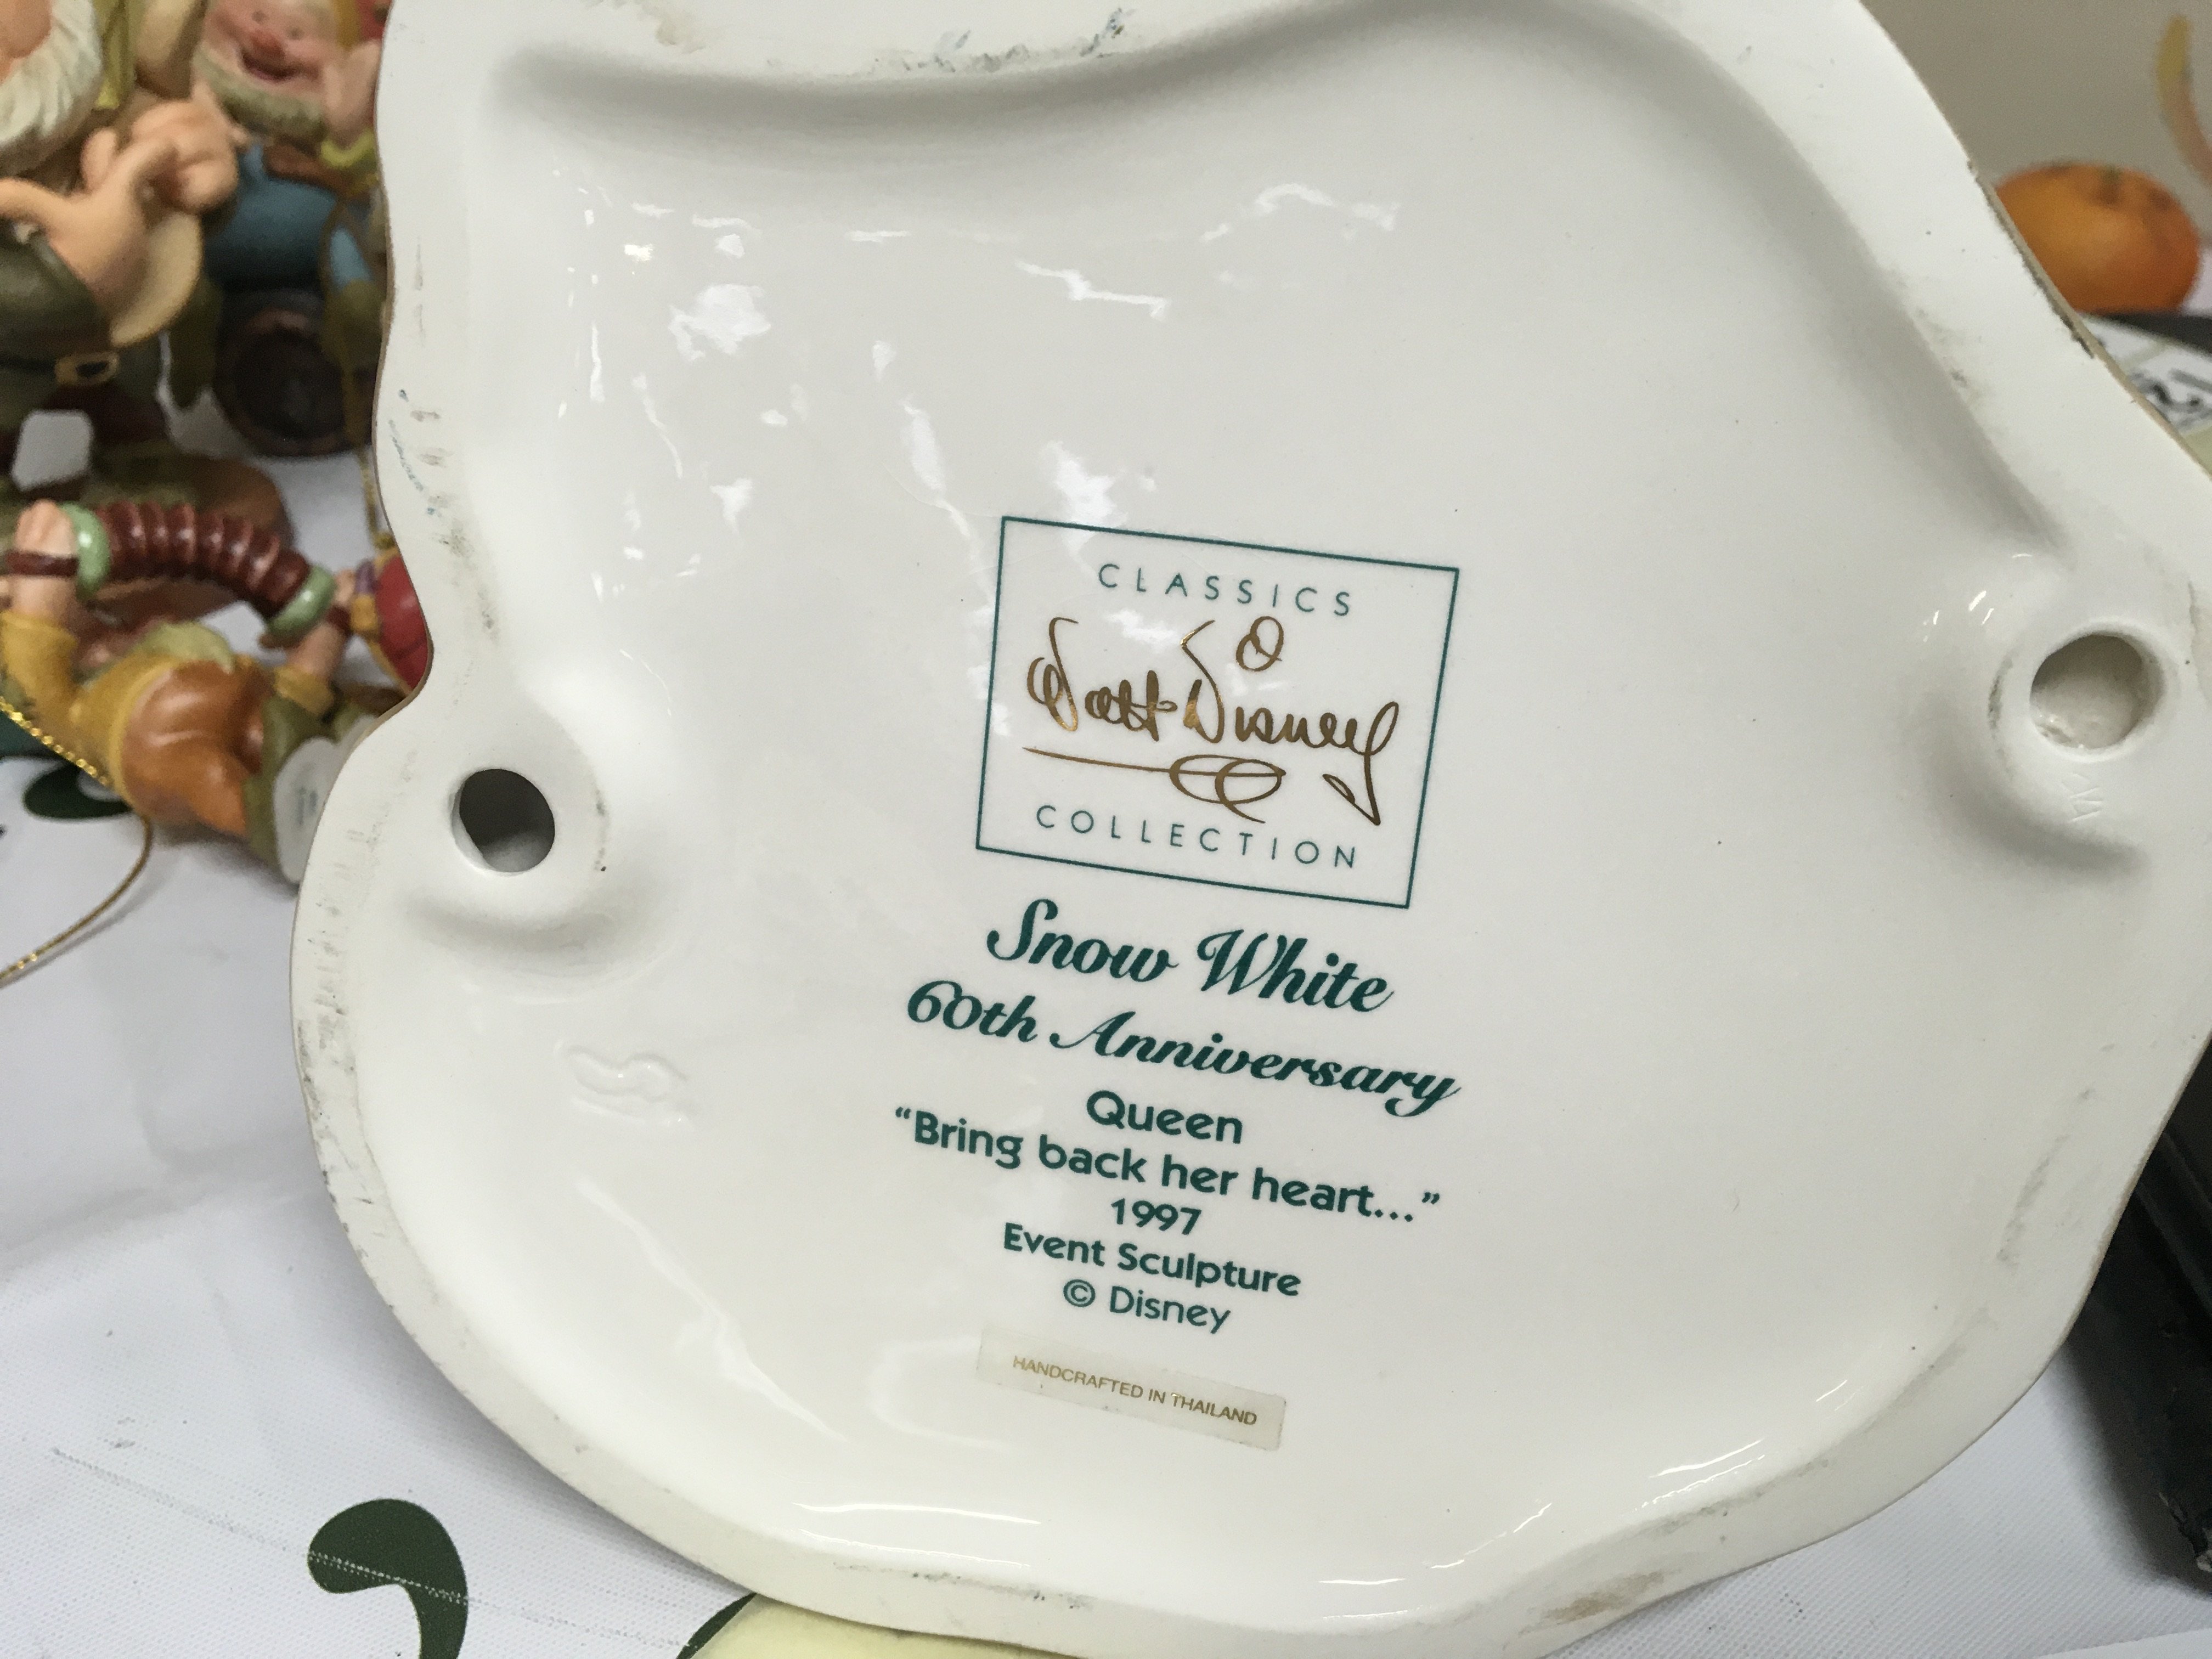 CLASSICS
Walt Disney
COLLECTION
Snow White
60th Anniversary
Queen
“Bring back her heart...”
1997
Event Sculpture
© Disney
HANDCRAFTED IN THAILAND